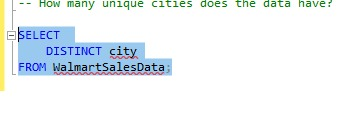 -- How many unique cities does the data have?
SELECT
DISTINCT city
FROM WalmartSalesData;